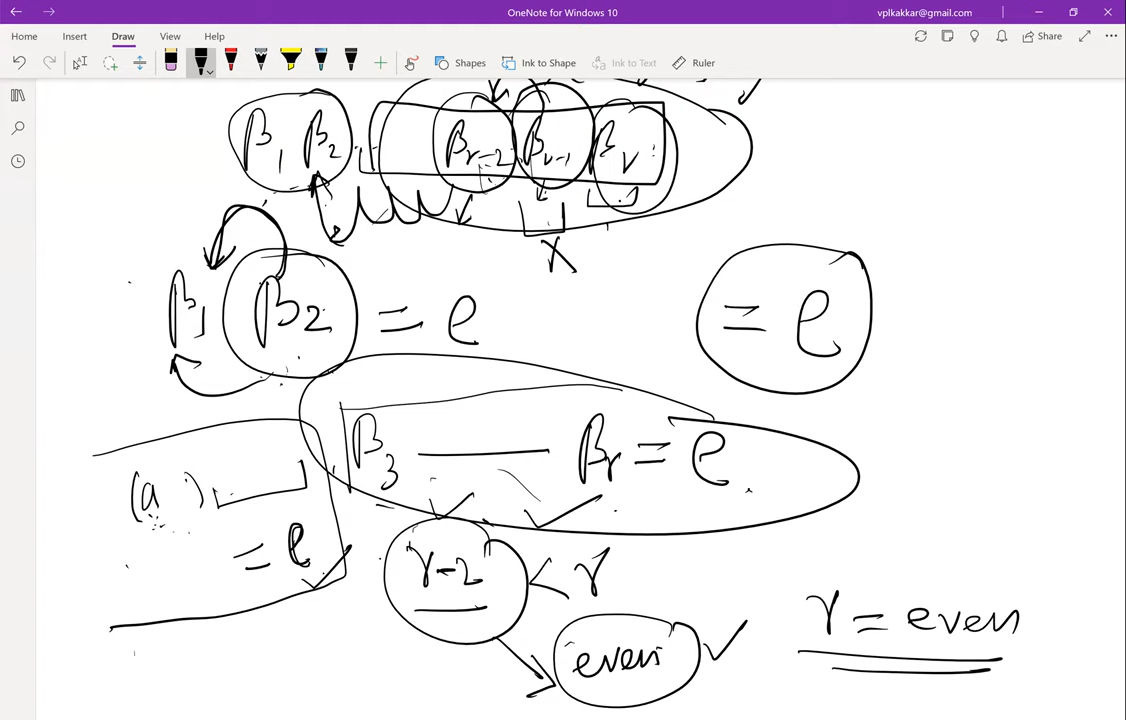 OneNote for Windows 10
vplkakkar@gmail.com
Home Insert Draw View Help
Share
Shapes Ink to Shape Ink to Text Ruler
β1 β2 βr-2 βr-1 βr
x
β1 β2 = e = e
β3 — βr = e
(a )
= e
r-2 < r
even
r = even